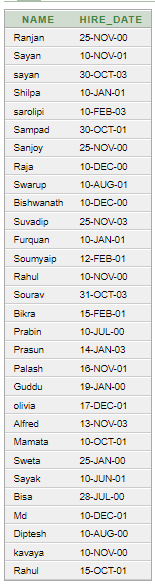 NAME HIRE_DATE
Ranjan 25-NOV-00
Sayan 10-NOV-01
sayan 30-OCT-03
Shilpa 10-JAN-01
sarolipi 10-FEB-03
Sampad 30-OCT-01
Sanjoy 25-NOV-00
Raja 10-DEC-00
Swarup 10-AUG-01
Bishwanath 10-DEC-00
Suvadip 25-NOV-03
Furquan 10-JAN-01
Soumyaip 12-FEB-01
Rahul 10-NOV-00
Sourav 31-OCT-03
Bikra 15-FEB-01
Prabin 10-JUL-00
Prasun 14-JAN-03
Palash 16-NOV-01
Guddu 19-JAN-00
olivia 17-DEC-01
Alfred 13-NOV-03
Mamata 10-OCT-01
Sweta 25-JAN-00
Sayak 10-JUN-01
Bisa 28-JUL-00
Md 10-DEC-01
Diptesh 10-AUG-00
kavaya 10-NOV-00
Rahul 15-OCT-01